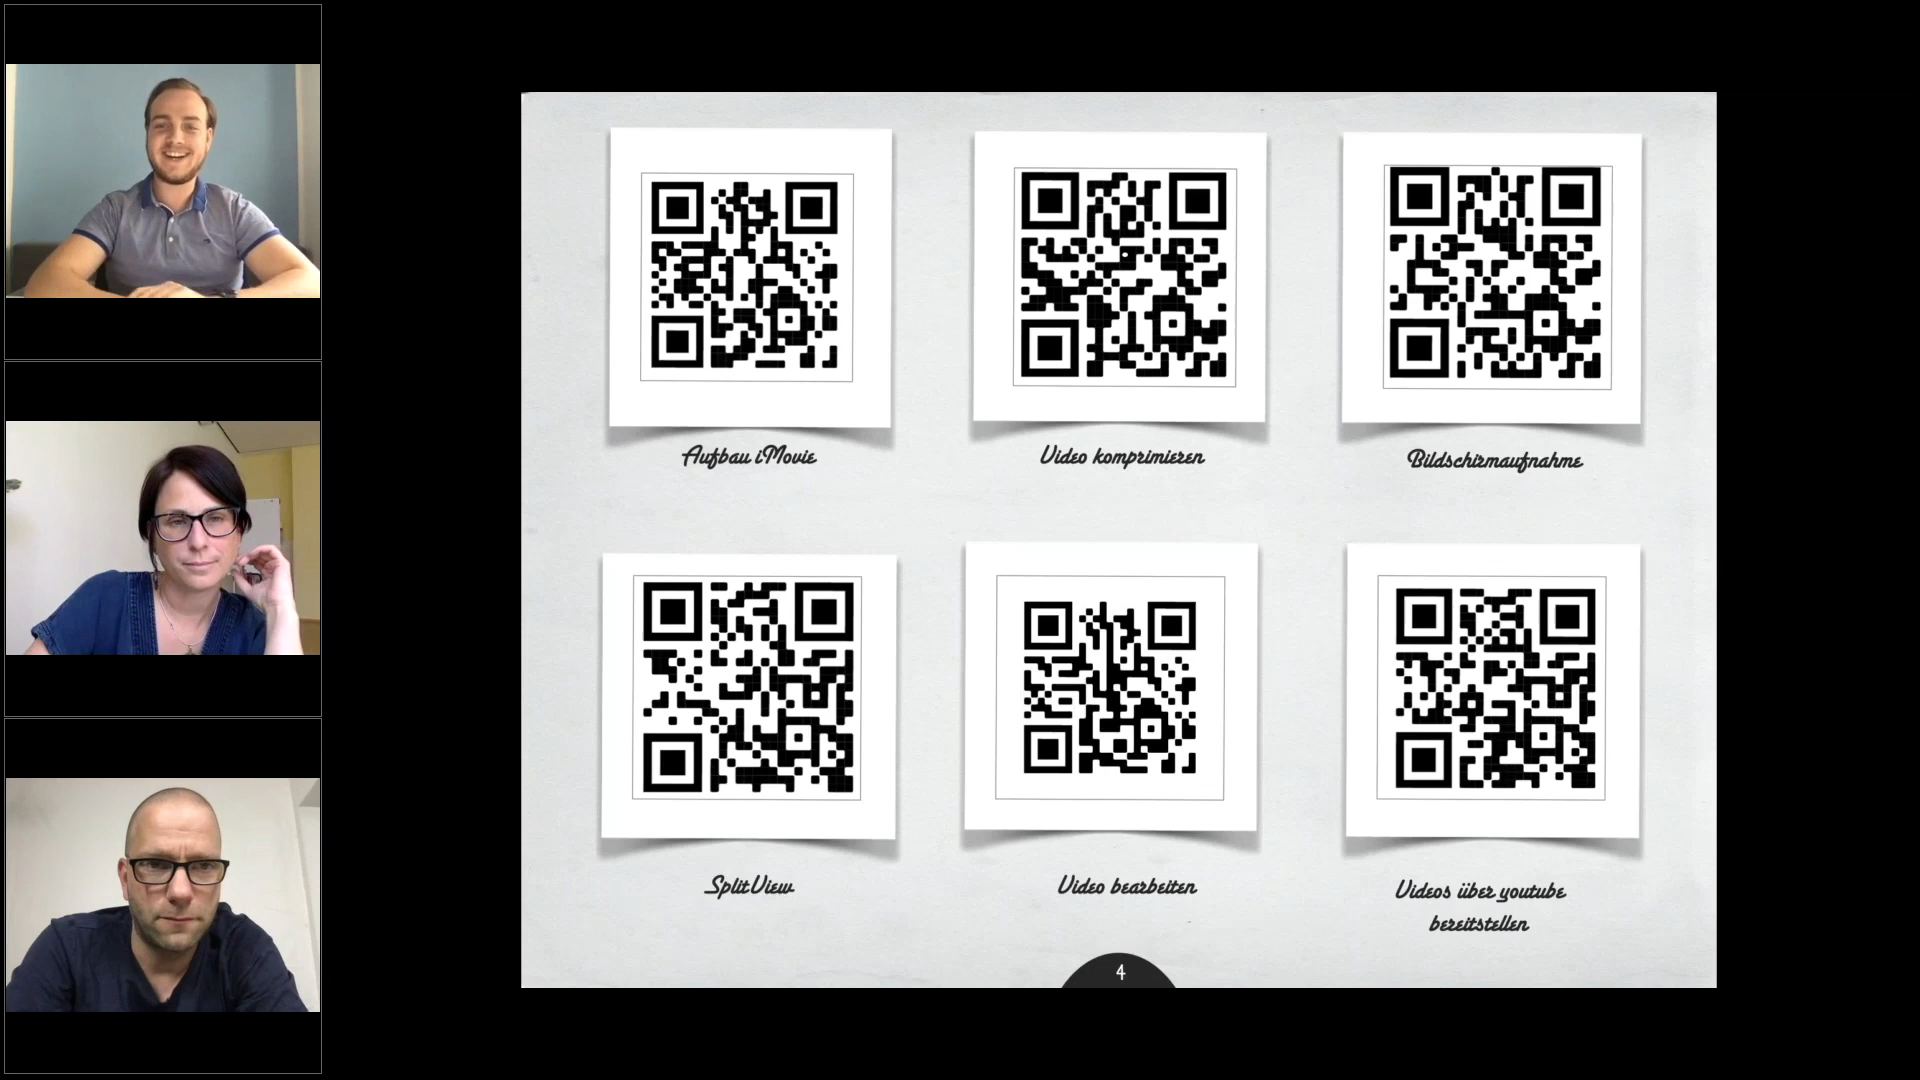 Aufbau iMovie
Video komprimieren
Bildschirmaufnahme
SplitView
Video bearbeiten
Videos über youtube
bereitstellen
4